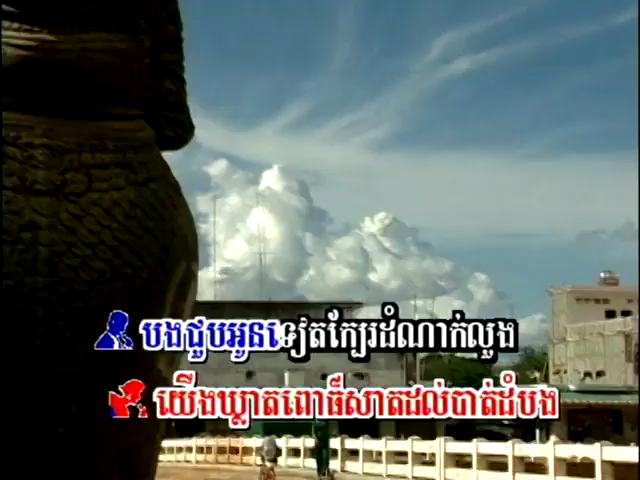 បងជួបអូនទៀតក្បែរដំណាក់លួង
យើងឃ្លាតពោធិ៍សាតដល់បាត់ដំបង